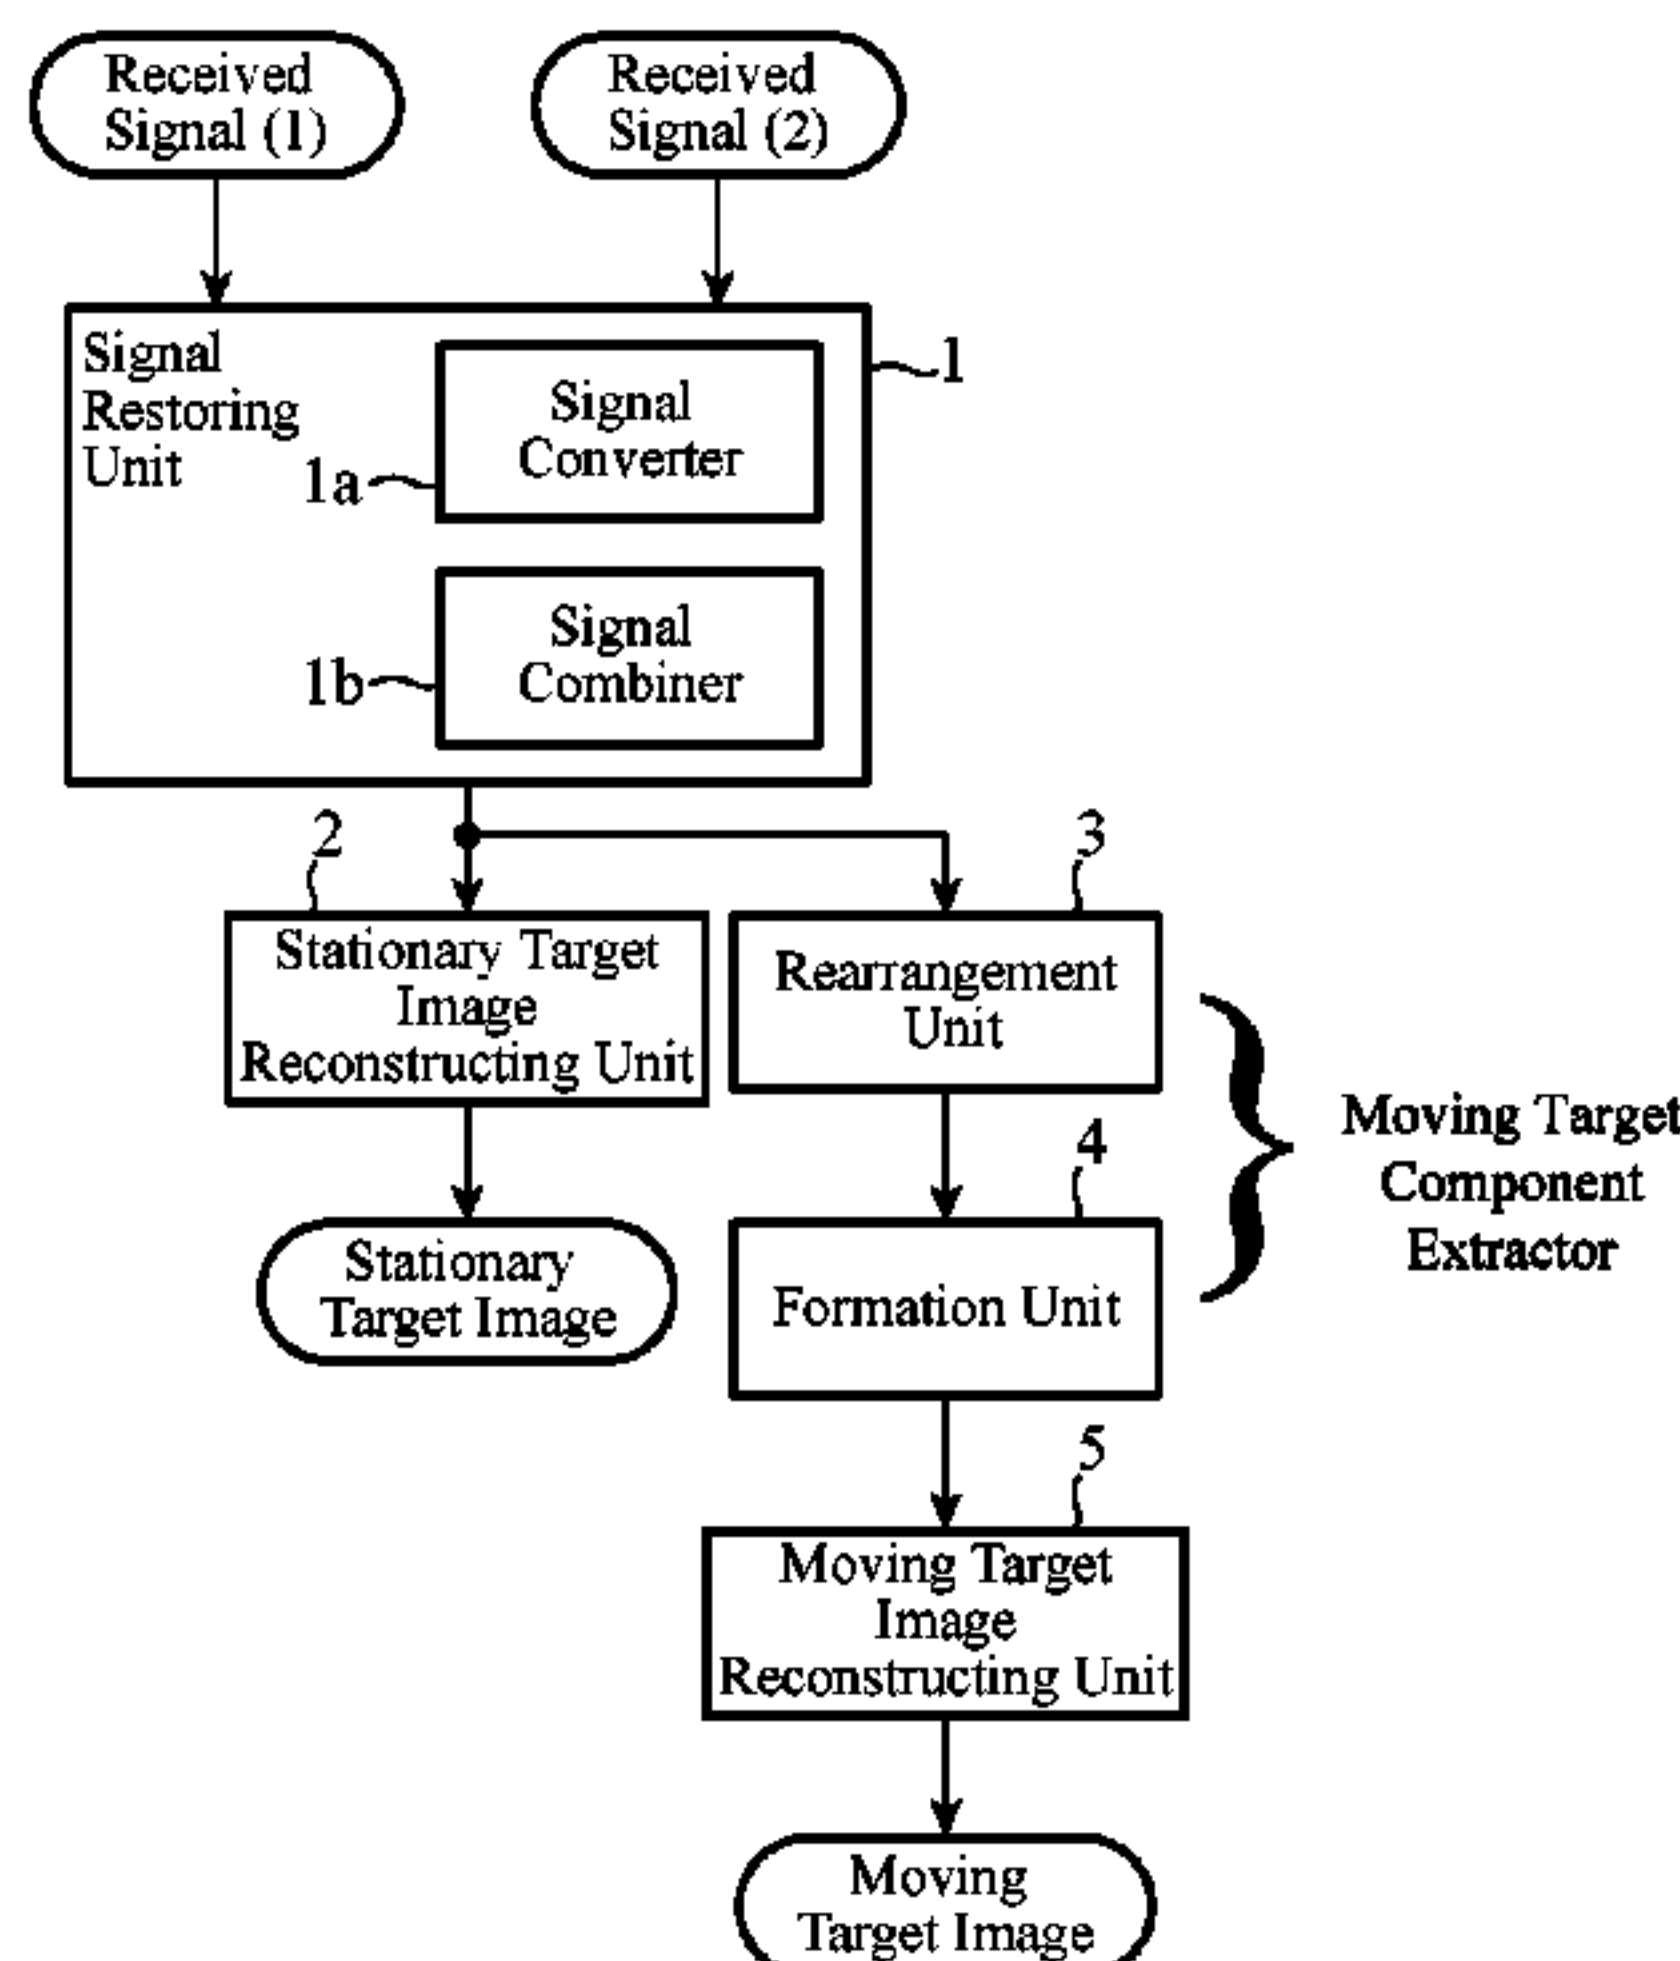 Received
Signal (1)
Received
Signal (2)
Signal
Restoring
Unit
1
Signal
Converter
1a
Signal
Combiner
1b
2
3
Stationary Target
Image
Reconstructing Unit
Rearrangement
Unit
Moving Target
Component
Extractor
4
Stationary
Target Image
Formation Unit
5
Moving Target
Image
Reconstructing Unit
Moving
Target Image